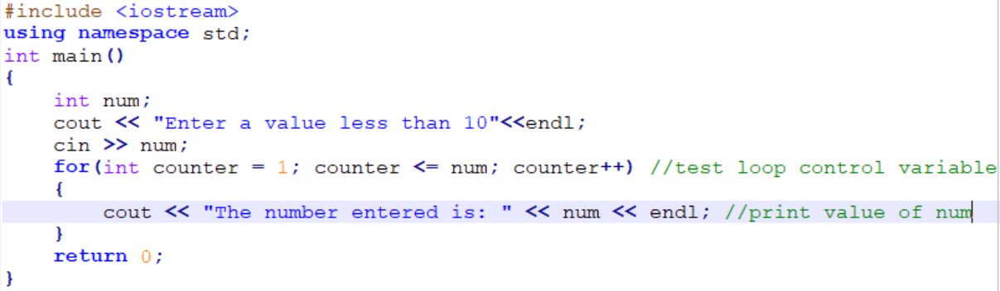 #include <iostream>
using namespace std;
int main()
{
    int num;
    cout << "Enter a value less than 10"<<endl;
    cin >> num;
    for(int counter = 1; counter <= num; counter++) //test loop control variable
    {
        cout << "The number entered is: " << num << endl; //print value of num
    }
    return 0;
}